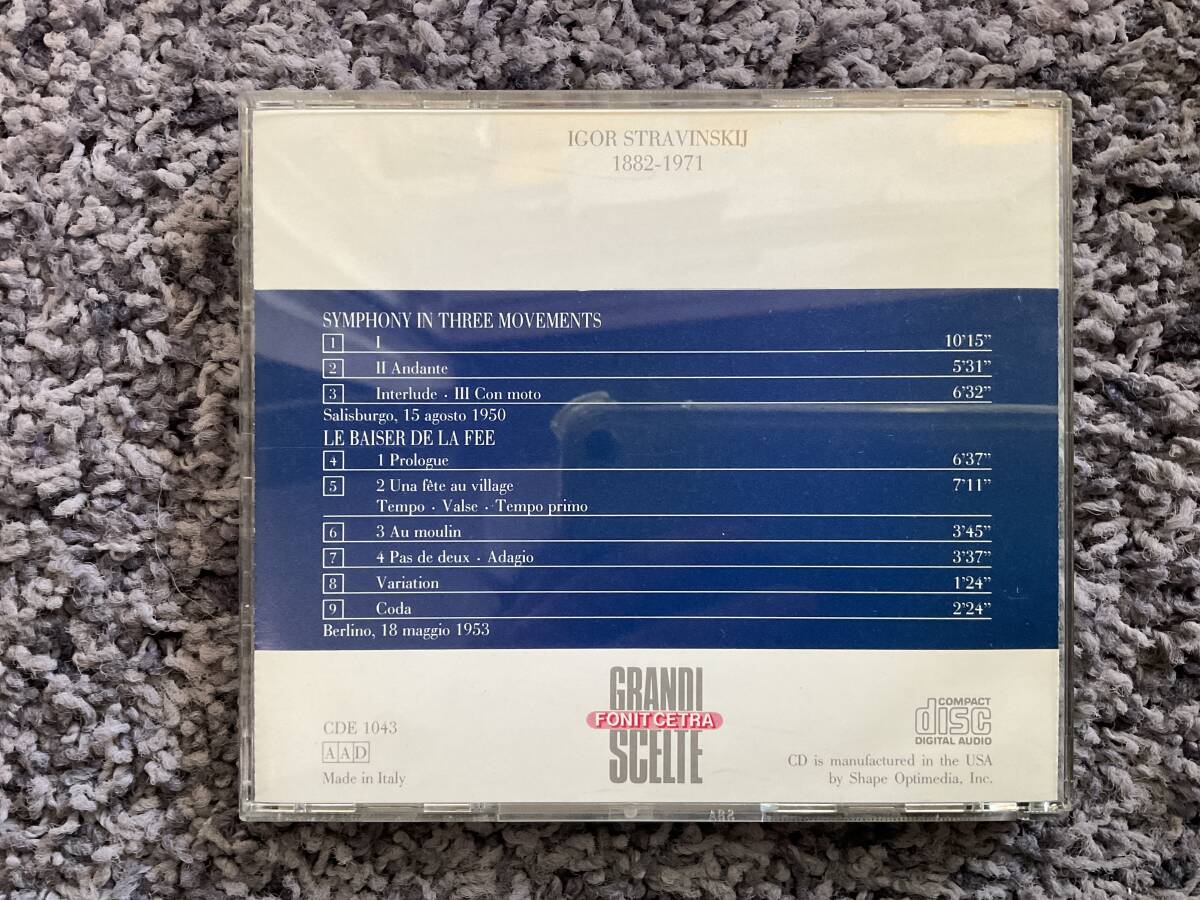 IGOR STRAVINSKIJ
1882-1971
SYMPHONY IN THREE MOVEMENTS
1 I 10'15"
2 II Andante 5'31"
3 Interlude · III Con moto 6'32"
Salisburgo, 15 agosto 1950
LE BAISER DE LA FEE
4 1 Prologue 6'37"
5 2 Una fête au village 7'11"
Tempo · Valse · Tempo primo
6 3 Au moulin 3'45"
7 4 Pas de deux · Adagio 3'37"
8 Variation 1'24"
9 Coda 2'24"
Berlino, 18 maggio 1953
GRANDI
FONIT CETRA
SCELTE
CDE 1043
AAD
Made in Italy
COMPACT
disc
DIGITAL AUDIO
CD is manufactured in the USA
by Shape Optimedia, Inc.